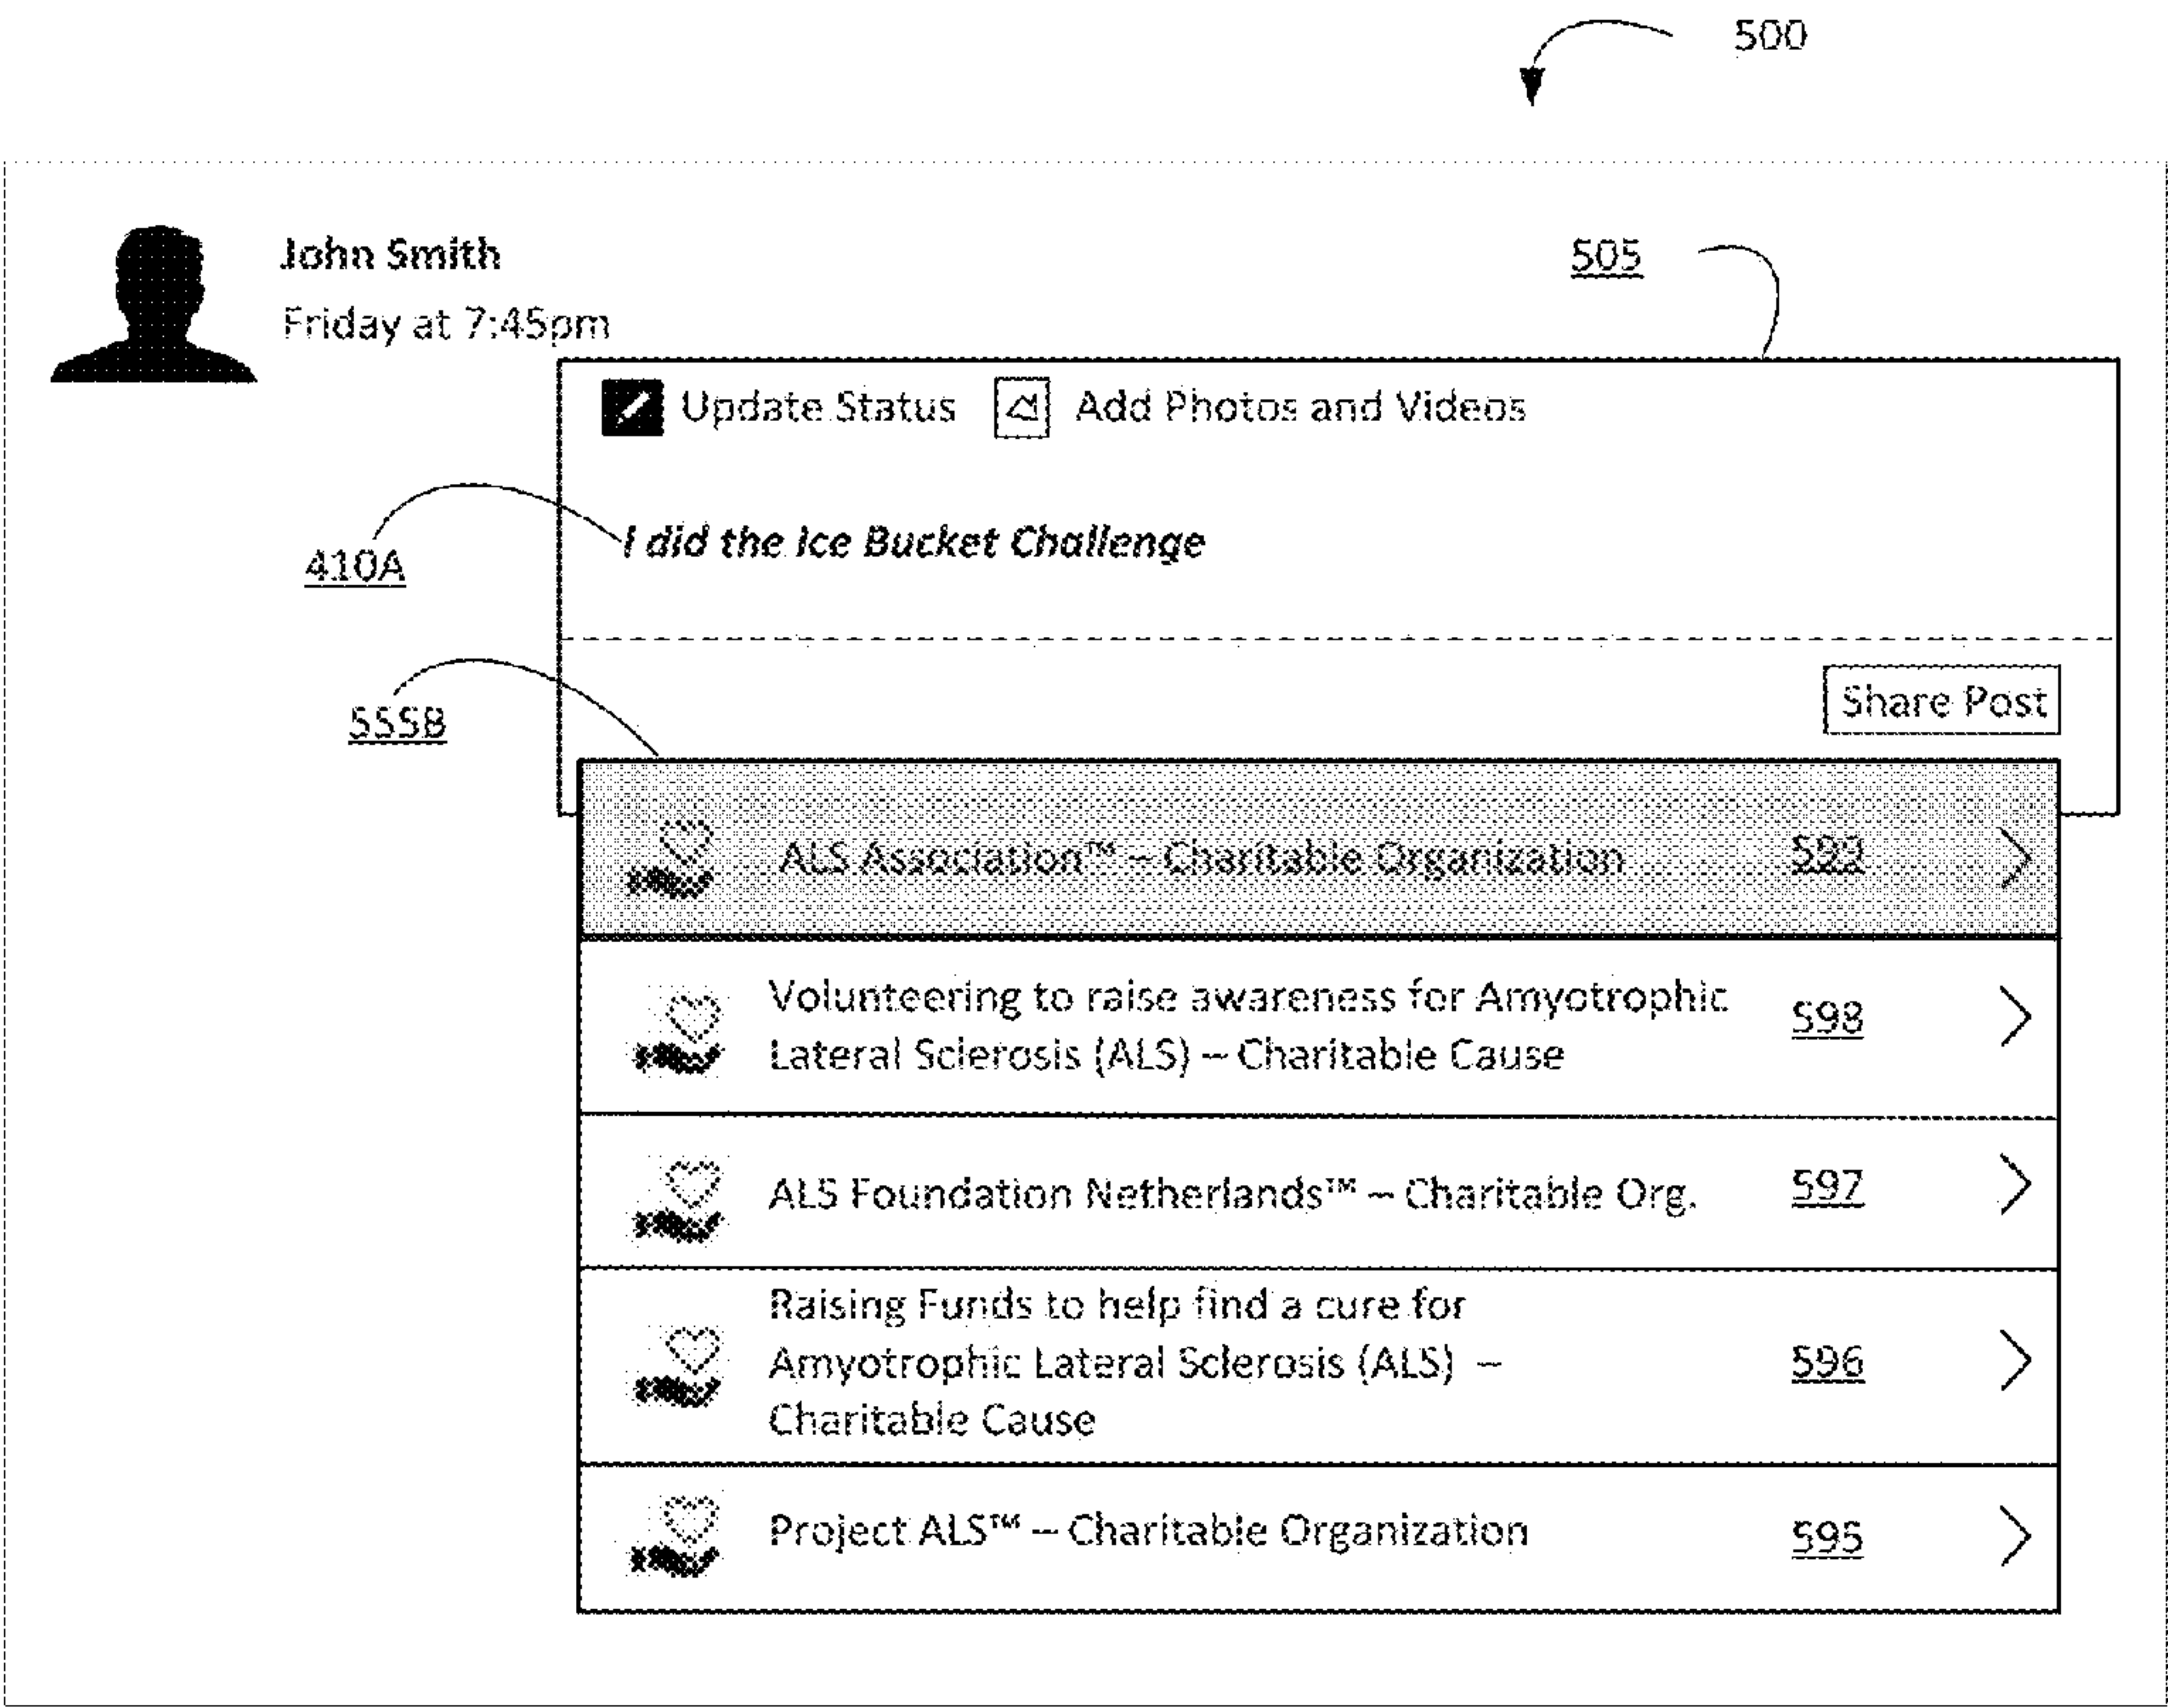 500
John Smith
Friday at 7:45pm
505
Update Status Add Photos and Videos
I did the Ice Bucket Challenge
410A
Share Post
555B
ALS Association™ – Charitable Organization 599
Volunteering to raise awareness for Amyotrophic
Lateral Sclerosis (ALS) – Charitable Cause
598
ALS Foundation Netherlands™ – Charitable Org. 597
Raising Funds to help find a cure for
Amyotrophic Lateral Sclerosis (ALS) –
Charitable Cause
596
Project ALS™ – Charitable Organization 595